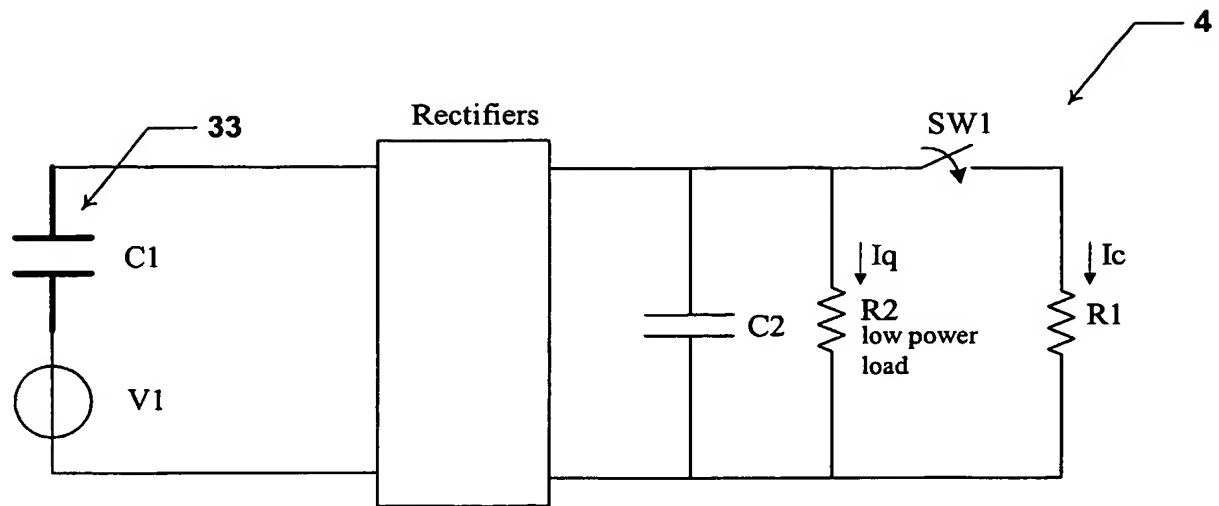 4
Rectifiers
33
SW1
C1
Iq
Ic
C2
R2
low power
load
R1
V1